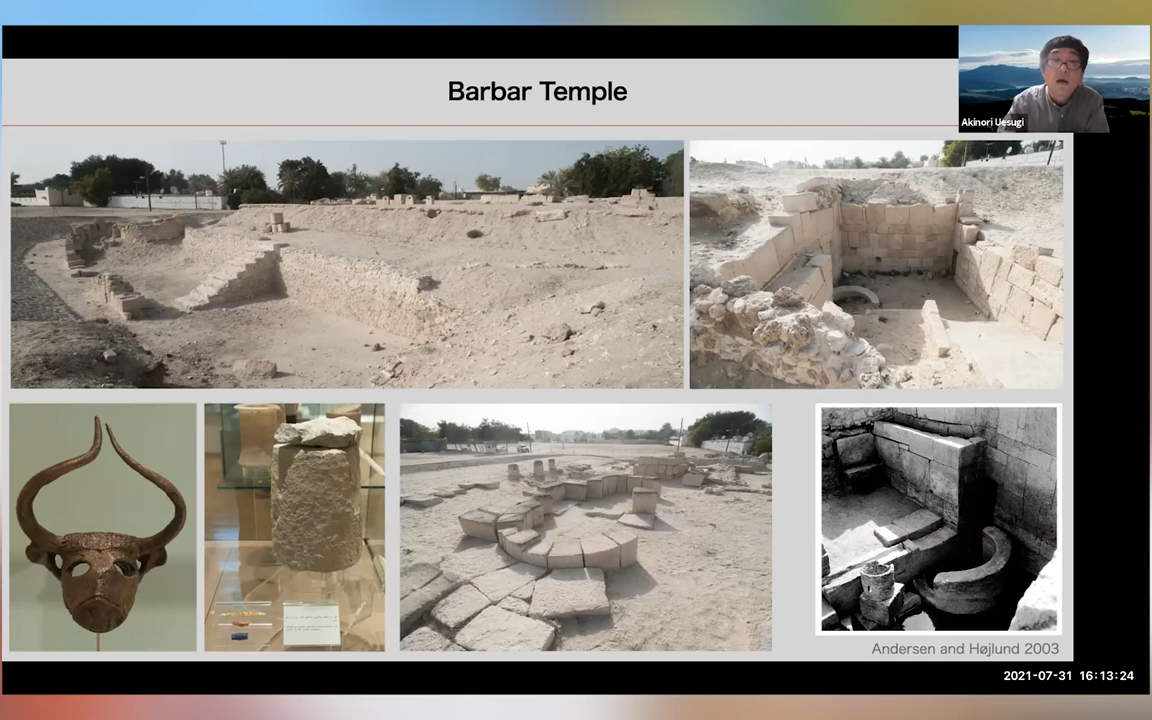 Barbar Temple
Akinori Uesugi
Andersen and Højlund 2003
2021-07-31 16:13:24